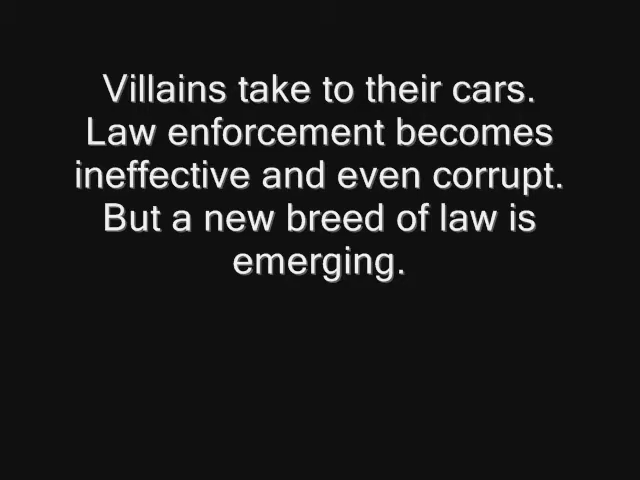 Villains take to their cars.
Law enforcement becomes
ineffective and even corrupt.
But a new breed of law is
emerging.